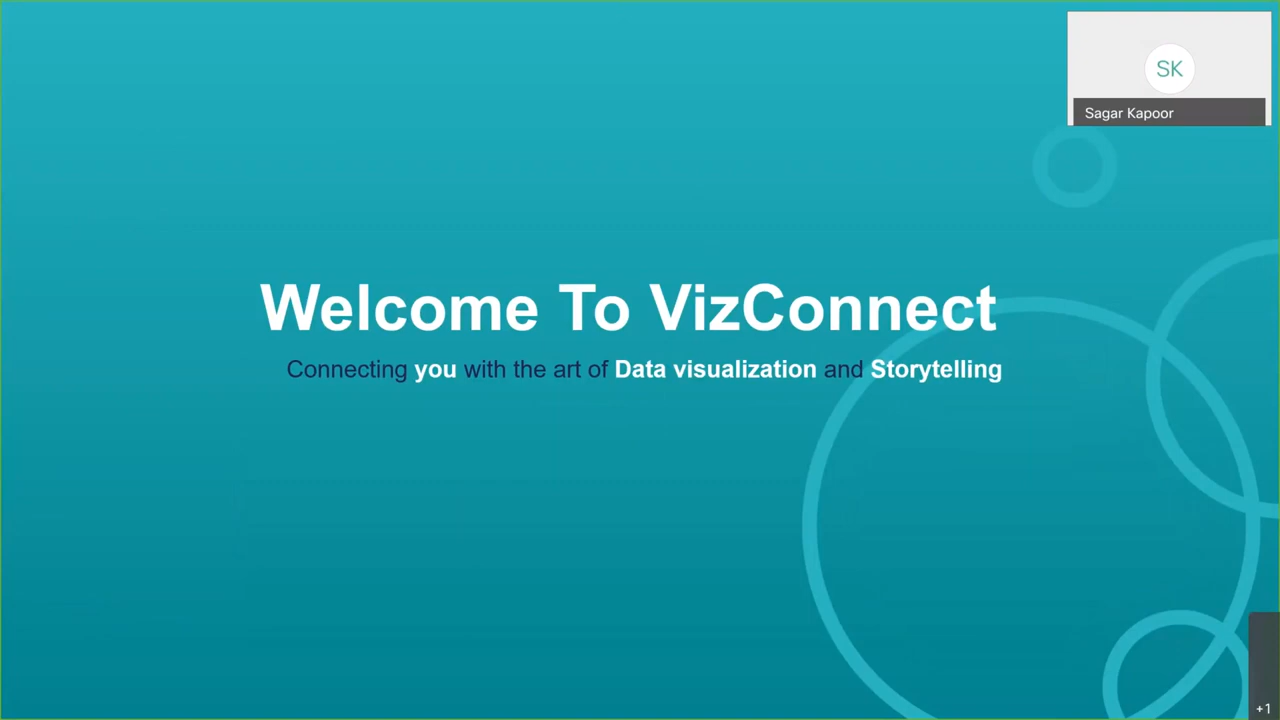 SK
Sagar Kapoor
Welcome To VizConnect
Connecting you with the art of Data visualization and Storytelling
+1